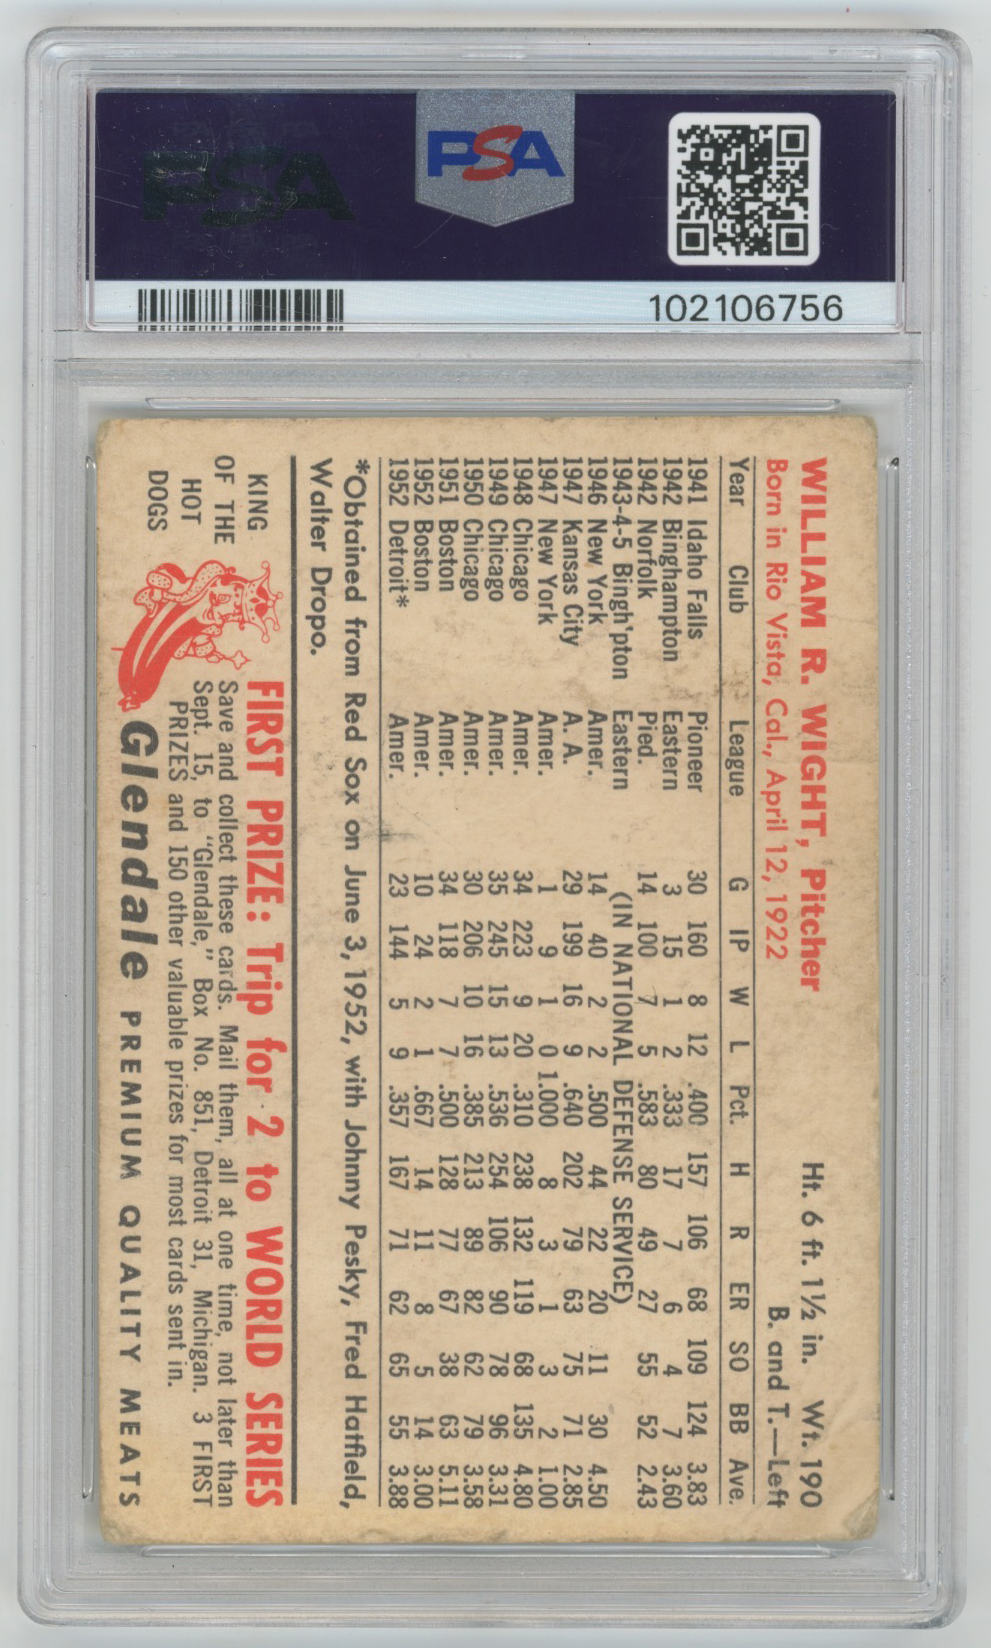 PSA
PSA
102106756
WILLIAM R. WIGHT, Pitcher Ht. 6 ft. 1½ in. Wt. 190
Born in Rio Vista, Cal., April 12, 1922 B. and T.—Left
Year Club League G IP W L Pct. H R ER SO BB Ave.
1941 Idaho Falls Pioneer 30 160 8 12 .400 157 106 68 109 124 3.83
1942 Binghampton Eastern 3 15 1 2 .333 17 7 6 4 7 3.60
1942 Norfolk Pied. 14 100 7 5 .583 80 49 27 55 52 2.43
1943-4-5 Bingh'pton Eastern (IN NATIONAL DEFENSE SERVICE)
1946 New York Amer. 14 40 2 2 .500 44 22 20 11 30 4.50
1947 Kansas City A. A. 29 199 16 9 .640 202 79 63 75 71 2.85
1947 New York Amer. 1 9 1 0 1.000 8 3 1 3 2 1.00
1948 Chicago Amer. 34 223 9 20 .310 238 132 119 68 135 4.80
1949 Chicago Amer. 35 245 15 13 .536 254 106 90 78 96 3.31
1950 Chicago Amer. 30 206 10 16 .385 213 89 82 62 79 3.58
1951 Boston Amer. 34 118 7 7 .500 128 77 67 38 63 5.11
1952 Boston Amer. 10 24 2 1 .667 14 11 8 5 14 3.00
1952 Detroit* Amer. 23 144 5 9 .357 167 71 62 65 55 3.88
*Obtained from Red Sox on June 3, 1952, with Johnny Pesky, Fred Hatfield,
Walter Dropo.
KING
OF THE
HOT
DOGS
FIRST PRIZE: Trip for 2 to WORLD SERIES
Save and collect these cards. Mail them, all at one time, not later than
Sept. 15, to "Glendale," Box No. 851, Detroit 31, Michigan. 3 FIRST
PRIZES and 150 other valuable prizes for most cards sent in.
Glendale PREMIUM QUALITY MEATS